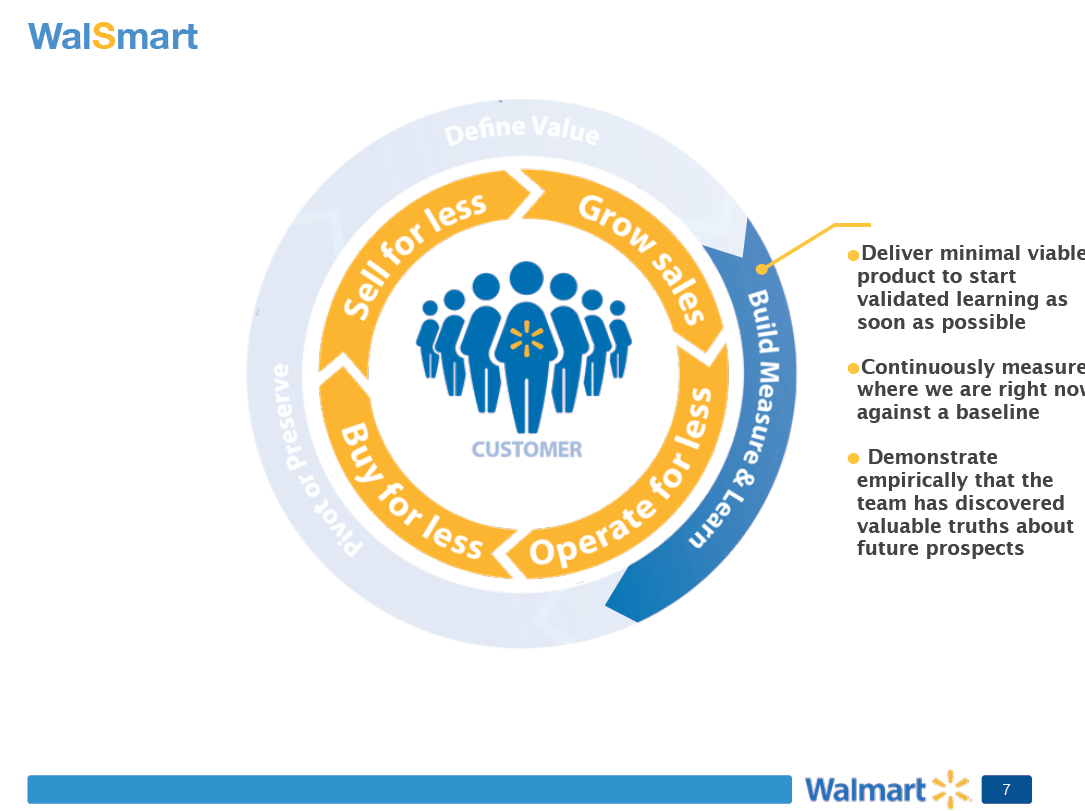 WalSmart
Define Value
Sell for less
Grow sales
Build Measure & Learn
Operate for less
Buy for less
Pivot or Preserve
CUSTOMER
●Deliver minimal viable
product to start
validated learning as
soon as possible
●Continuously measure
where we are right now
against a baseline
● Demonstrate
empirically that the
team has discovered
valuable truths about
future prospects
Walmart
7